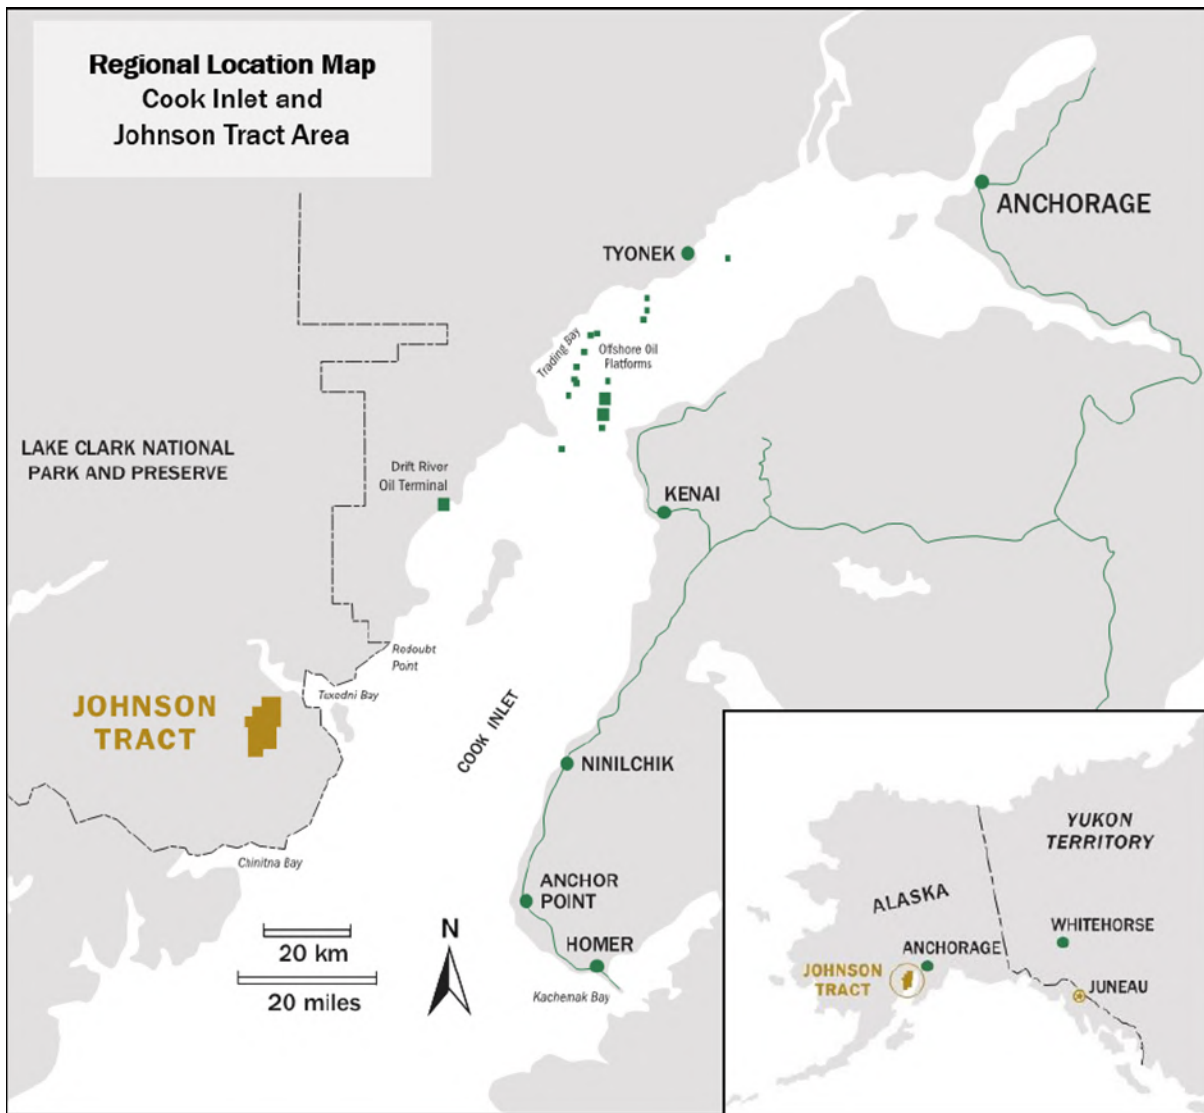 Regional Location Map
Cook Inlet and
Johnson Tract Area
ANCHORAGE
TYONEK
Trading Bay
Offshore Oil
Platforms
LAKE CLARK NATIONAL
PARK AND PRESERVE
Drift River
Oil Terminal
KENAI
Redoubt
Point
Tuxedni Bay
JOHNSON
TRACT
COOK INLET
NINILCHIK
Chinitna Bay
ANCHOR
POINT
HOMER
Kachemak Bay
20 km
20 miles
N
YUKON
TERRITORY
ALASKA
WHITEHORSE
ANCHORAGE
JOHNSON
TRACT
JUNEAU